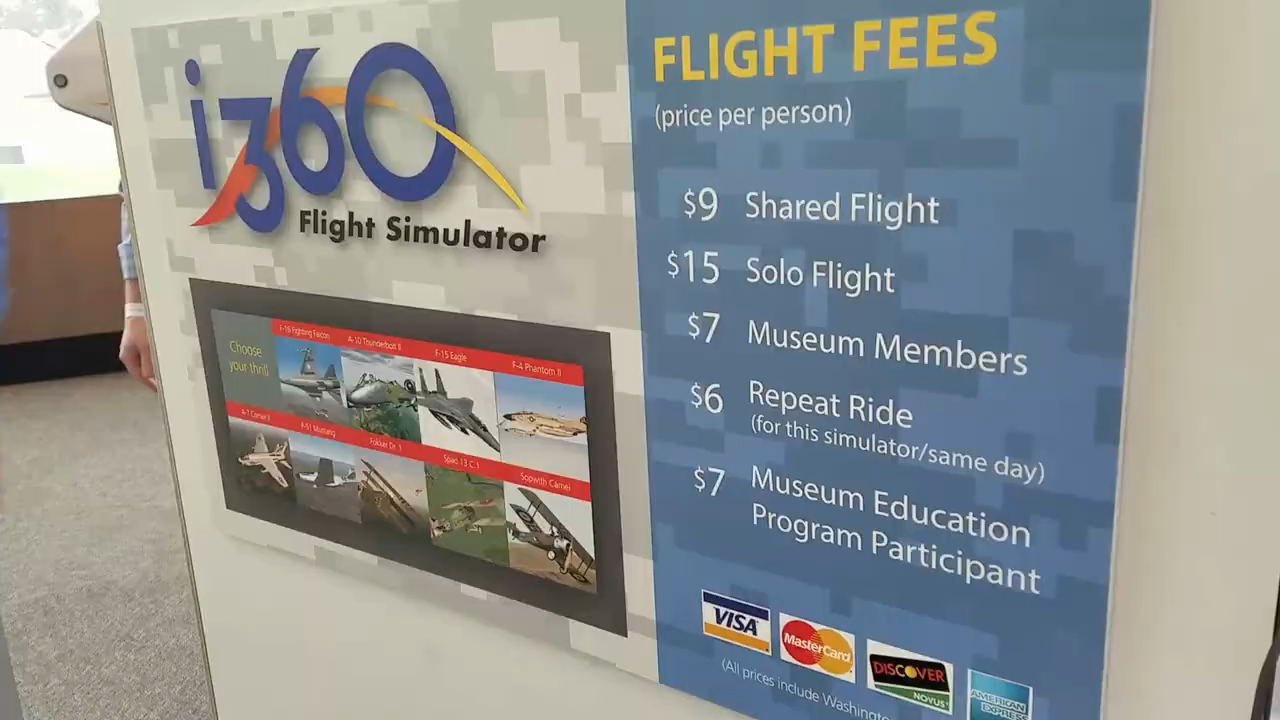 i360
Flight Simulator
Choose
your thrill
F-16 Fighting Falcon
A-10 Thunderbolt II
F-15 Eagle
F-4 Phantom II
A-7 Corsair II
P-51 Mustang
Fokker Dr. 1
Spad 13 C.1
Sopwith Camel
FLIGHT FEES
(price per person)
$9 Shared Flight
$15 Solo Flight
$7 Museum Members
$6 Repeat Ride
(for this simulator/same day)
$7 Museum Education
Program Participant
VISA
MasterCard
DISCOVER
NOVUS
AMERICAN
EXPRESS
(All prices include Washington